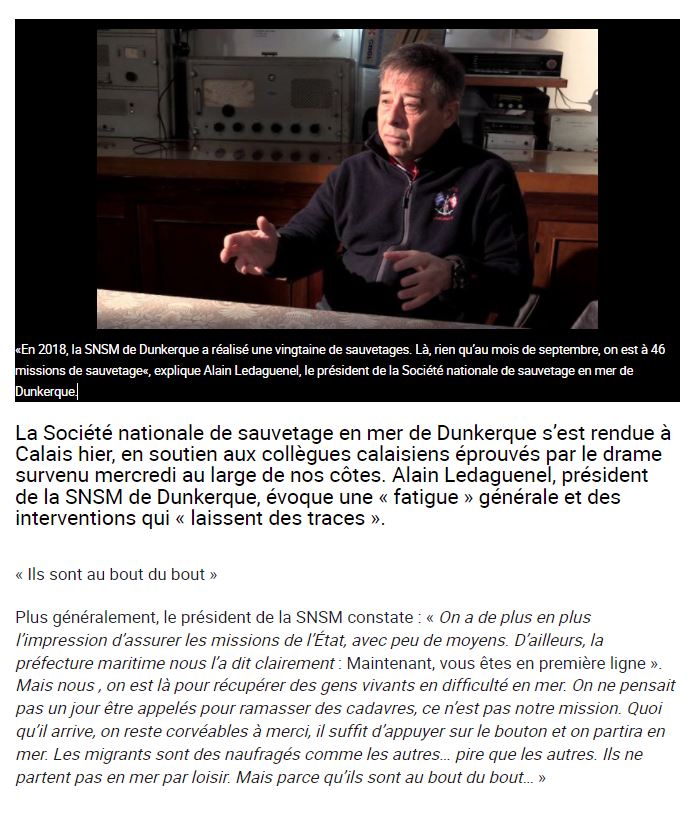 «En 2018, la SNSM de Dunkerque a réalisé une vingtaine de sauvetages. Là, rien qu’au mois de septembre, on est à 46
missions de sauvetage«, explique Alain Ledaguenel, le président de la Société nationale de sauvetage en mer de
Dunkerque.
La Société nationale de sauvetage en mer de Dunkerque s’est rendue à
Calais hier, en soutien aux collègues calaisiens éprouvés par le drame
survenu mercredi au large de nos côtes. Alain Ledaguenel, président
de la SNSM de Dunkerque, évoque une « fatigue » générale et des
interventions qui « laissent des traces ».
« Ils sont au bout du bout »
Plus généralement, le président de la SNSM constate : « On a de plus en plus
l’impression d’assurer les missions de l’État, avec peu de moyens. D’ailleurs, la
préfecture maritime nous l’a dit clairement : Maintenant, vous êtes en première ligne ».
Mais nous , on est là pour récupérer des gens vivants en difficulté en mer. On ne pensait
pas un jour être appelés pour ramasser des cadavres, ce n’est pas notre mission. Quoi
qu’il arrive, on reste corvéables à merci, il suffit d’appuyer sur le bouton et on partira en
mer. Les migrants sont des naufragés comme les autres… pire que les autres. Ils ne
partent pas en mer par loisir. Mais parce qu’ils sont au bout du bout… »